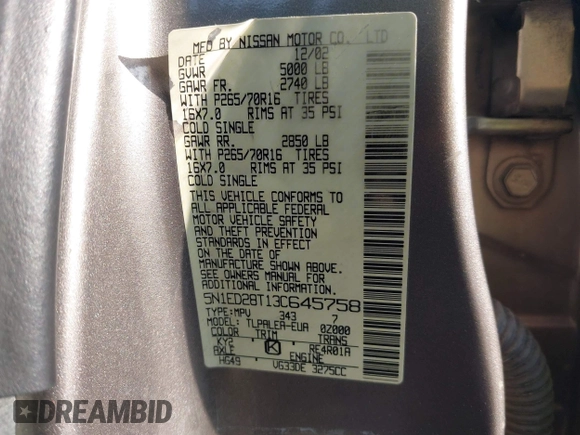 MFD BY NISSAN MOTOR CO., LTD
DATE 12/02
GVWR 5000 LB
GAWR FR. 2740 LB
WITH P265/70R16 TIRES
16X7.0 RIMS AT 35 PSI
COLD SINGLE
GAWR RR. 2850 LB
WITH P265/70R16 TIRES
16X7.0 RIMS AT 35 PSI
COLD SINGLE
THIS VEHICLE CONFORMS TO
ALL APPLICABLE FEDERAL
MOTOR VEHICLE SAFETY
AND THEFT PREVENTION
STANDARDS IN EFFECT
ON THE DATE OF
MANUFACTURE SHOWN ABOVE.
SEE OWNERS MANUAL FOR
ADDITIONAL INFORMATION.
5N1ED28T13C645758
TYPE:MPV 343 7
MODEL: TLPALEA-EUA 0Z000
COLOR TRIM TRANS
KY2 K RE4R01A
AXLE ENGINE
HG49 VG33DE 3275CC
DREAMBID